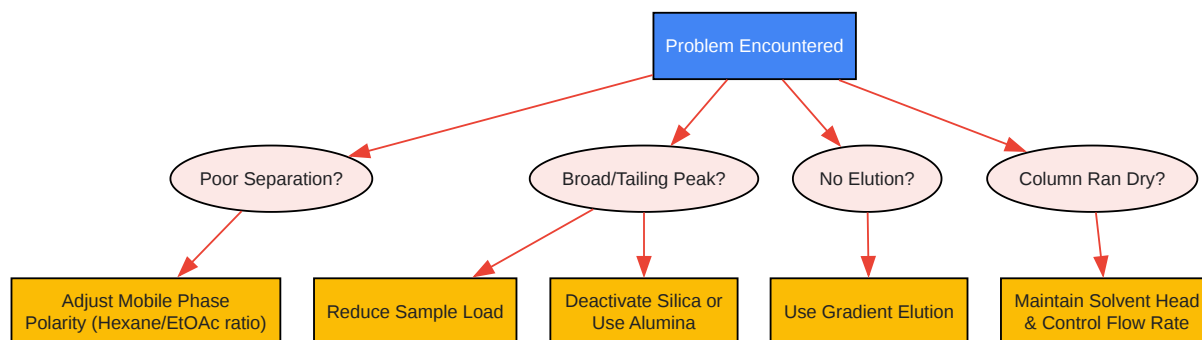 Problem Encountered
Poor Separation?
Broad/Tailing Peak?
No Elution?
Column Ran Dry?
Adjust Mobile Phase
Polarity (Hexane/EtOAc ratio)
Reduce Sample Load
Deactivate Silica or
Use Alumina
Use Gradient Elution
Maintain Solvent Head
& Control Flow Rate